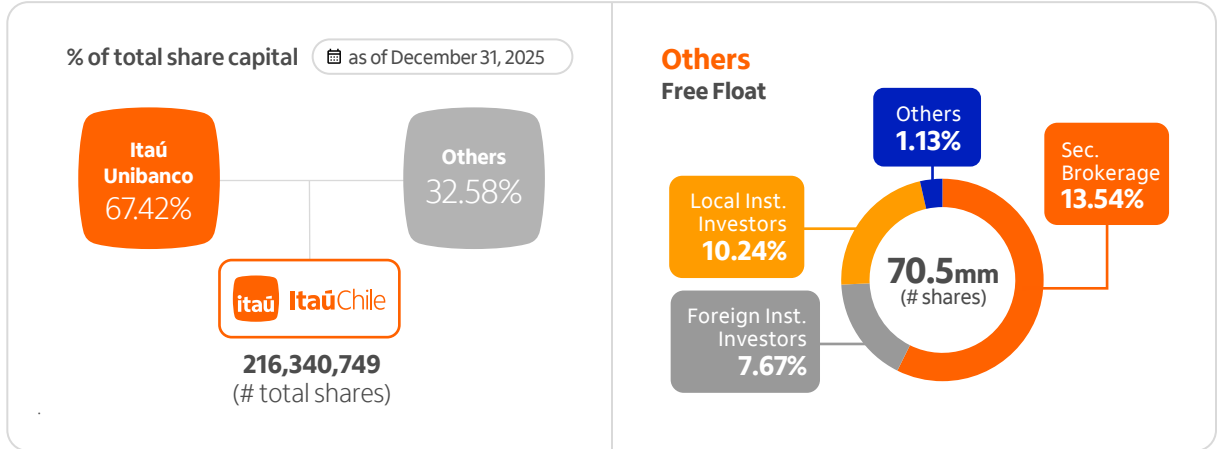 % of total share capital
as of December 31, 2025
Itaú
Unibanco
67.42%
Others
32.58%
itaú
ItaúChile
216,340,749
(# total shares)
.
Others
Free Float
Others
1.13%
Sec.
Brokerage
13.54%
Local Inst.
Investors
10.24%
Foreign Inst.
Investors
7.67%
70.5mm
(# shares)